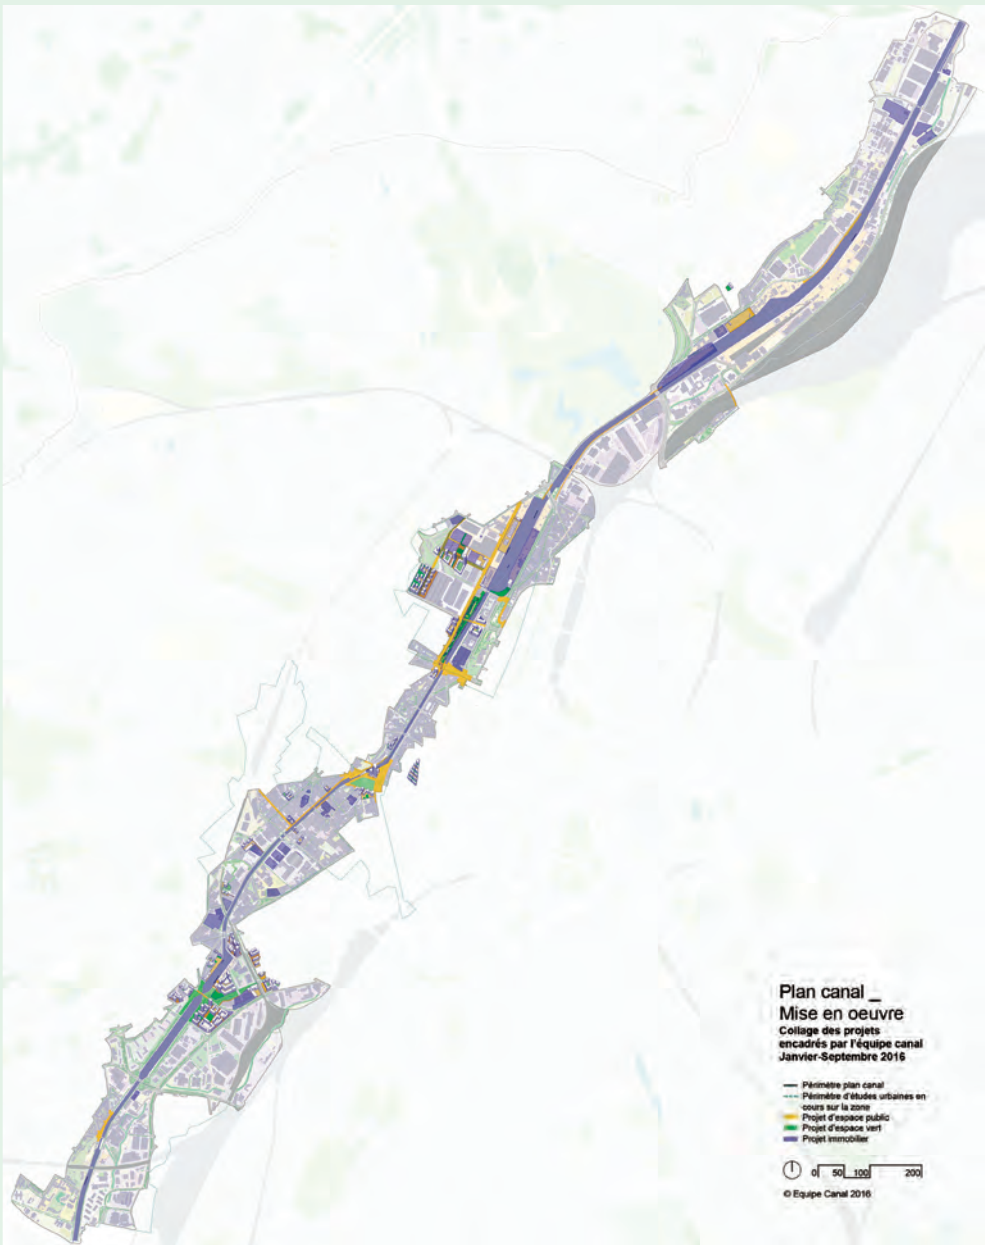 Plan canal _
Mise en oeuvre
Collage des projets
encadrés par l'équipe canal
Janvier-Septembre 2016
Périmètre plan canal
Périmètre d'études urbaines en
cours sur la zone
Projet d'espace public
Projet d'espace vert
Projet immobilier
0 50 100 200
© Equipe Canal 2016